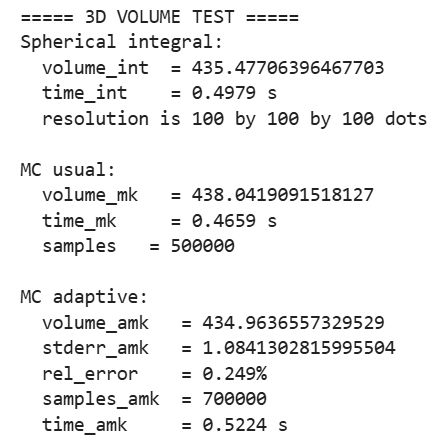 ===== 3D VOLUME TEST =====
Spherical integral:
volume_int = 435.47706396467703
time_int = 0.4979 s
resolution is 100 by 100 by 100 dots
MC usual:
volume_mk = 438.0419091518127
time_mk = 0.4659 s
samples = 500000
MC adaptive:
volume_amk = 434.9636557329529
stderr_amk = 1.0841302815995504
rel_error = 0.249%
samples_amk = 700000
time_amk = 0.5224 s